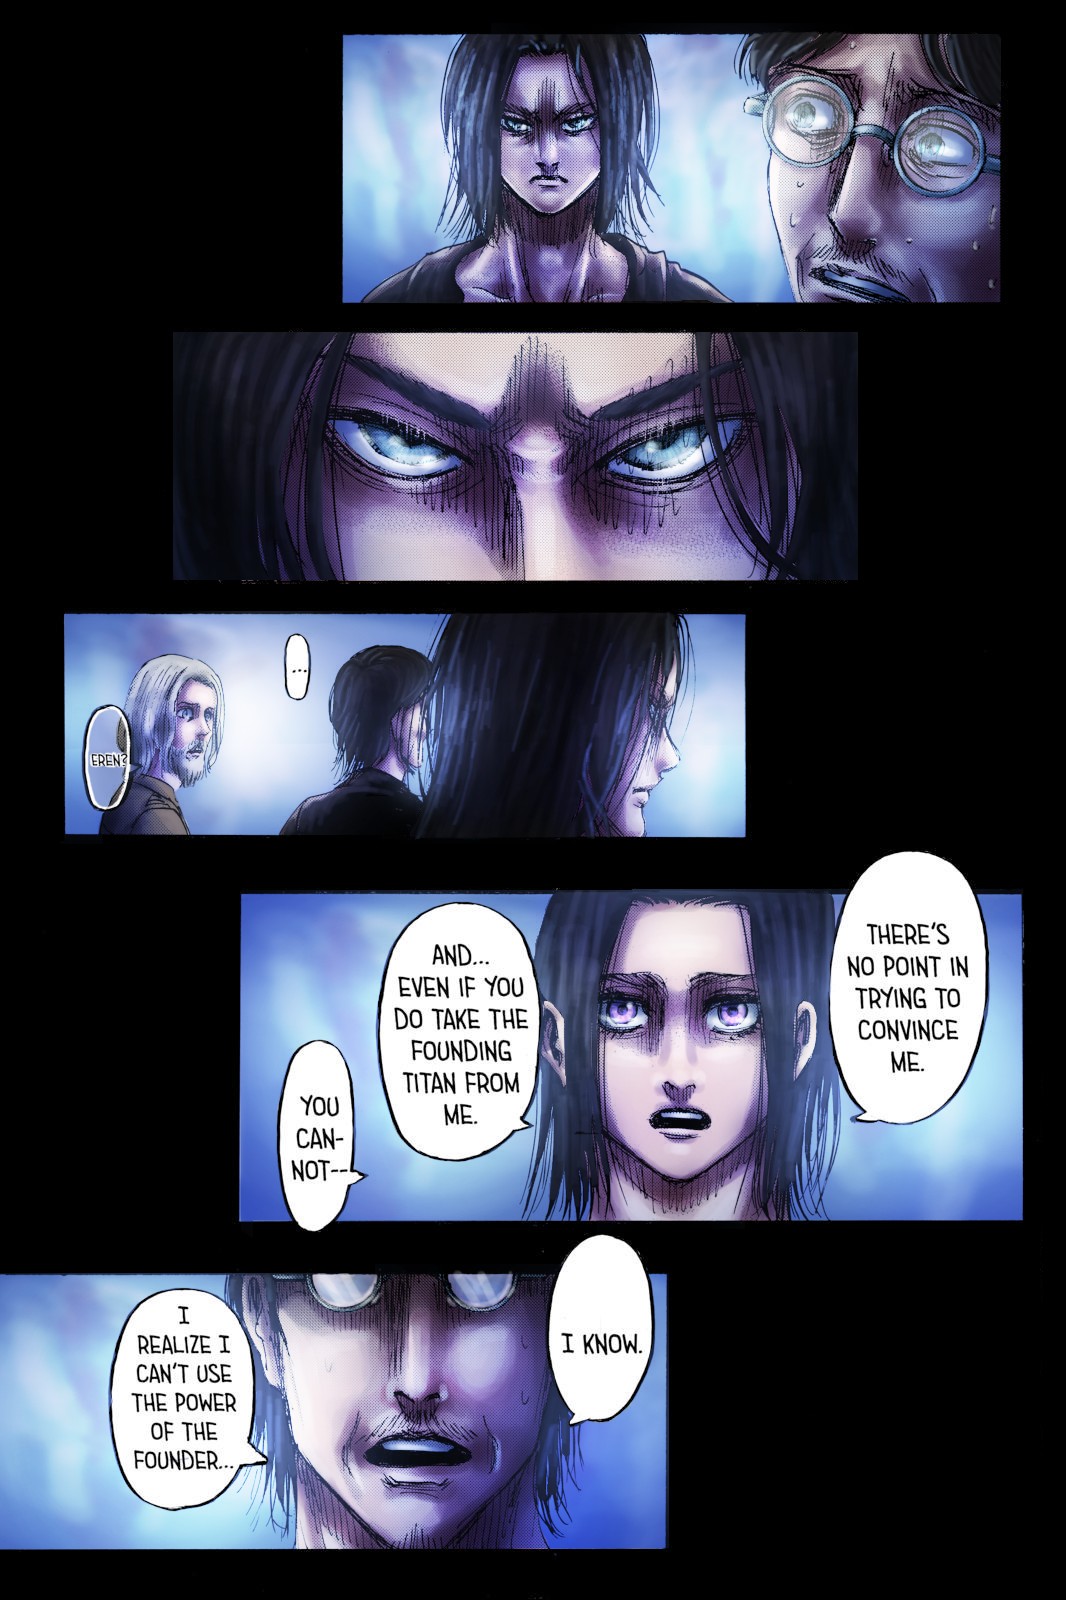 ...
EREN?
THERE'S
NO POINT IN
TRYING TO
CONVINCE
ME.
AND...
EVEN IF YOU
DO TAKE THE
FOUNDING
TITAN FROM
ME.
YOU
CAN-
NOT--
I KNOW.
I
REALIZE I
CAN'T USE
THE POWER
OF THE
FOUNDER...